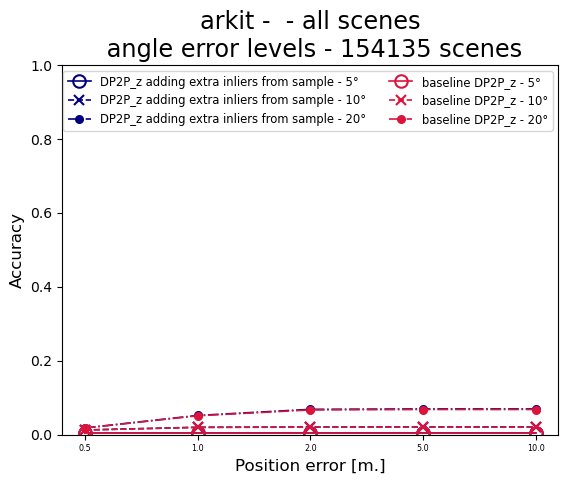 arkit -  - all scenes
angle error levels - 154135 scenes
DP2P_z adding extra inliers from sample - 5°
DP2P_z adding extra inliers from sample - 10°
DP2P_z adding extra inliers from sample - 20°
baseline DP2P_z - 5°
baseline DP2P_z - 10°
baseline DP2P_z - 20°
Accuracy
1.0
0.8
0.6
0.4
0.2
0.0
0.5 1.0 2.0 5.0 10.0
Position error [m.]